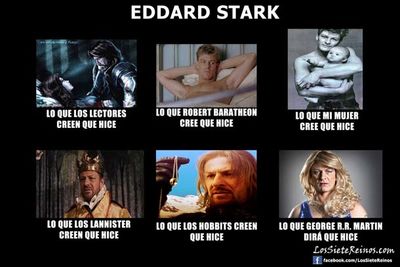 EDDARD STARK
LO QUE LOS LECTORES
CREEN QUE HICE
LO QUE ROBERT BARATHEON
CREE QUE HICE
LO QUE MI MUJER
CREE QUE HICE
LO QUE LOS LANNISTER
CREEN QUE HICE
LO QUE LOS HOBBITS CREEN
QUE HICE
LO QUE GEORGE R.R. MARTIN
DIRÁ QUE HICE
LosSieteReinos.com
facebook.com/LosSieteReinos